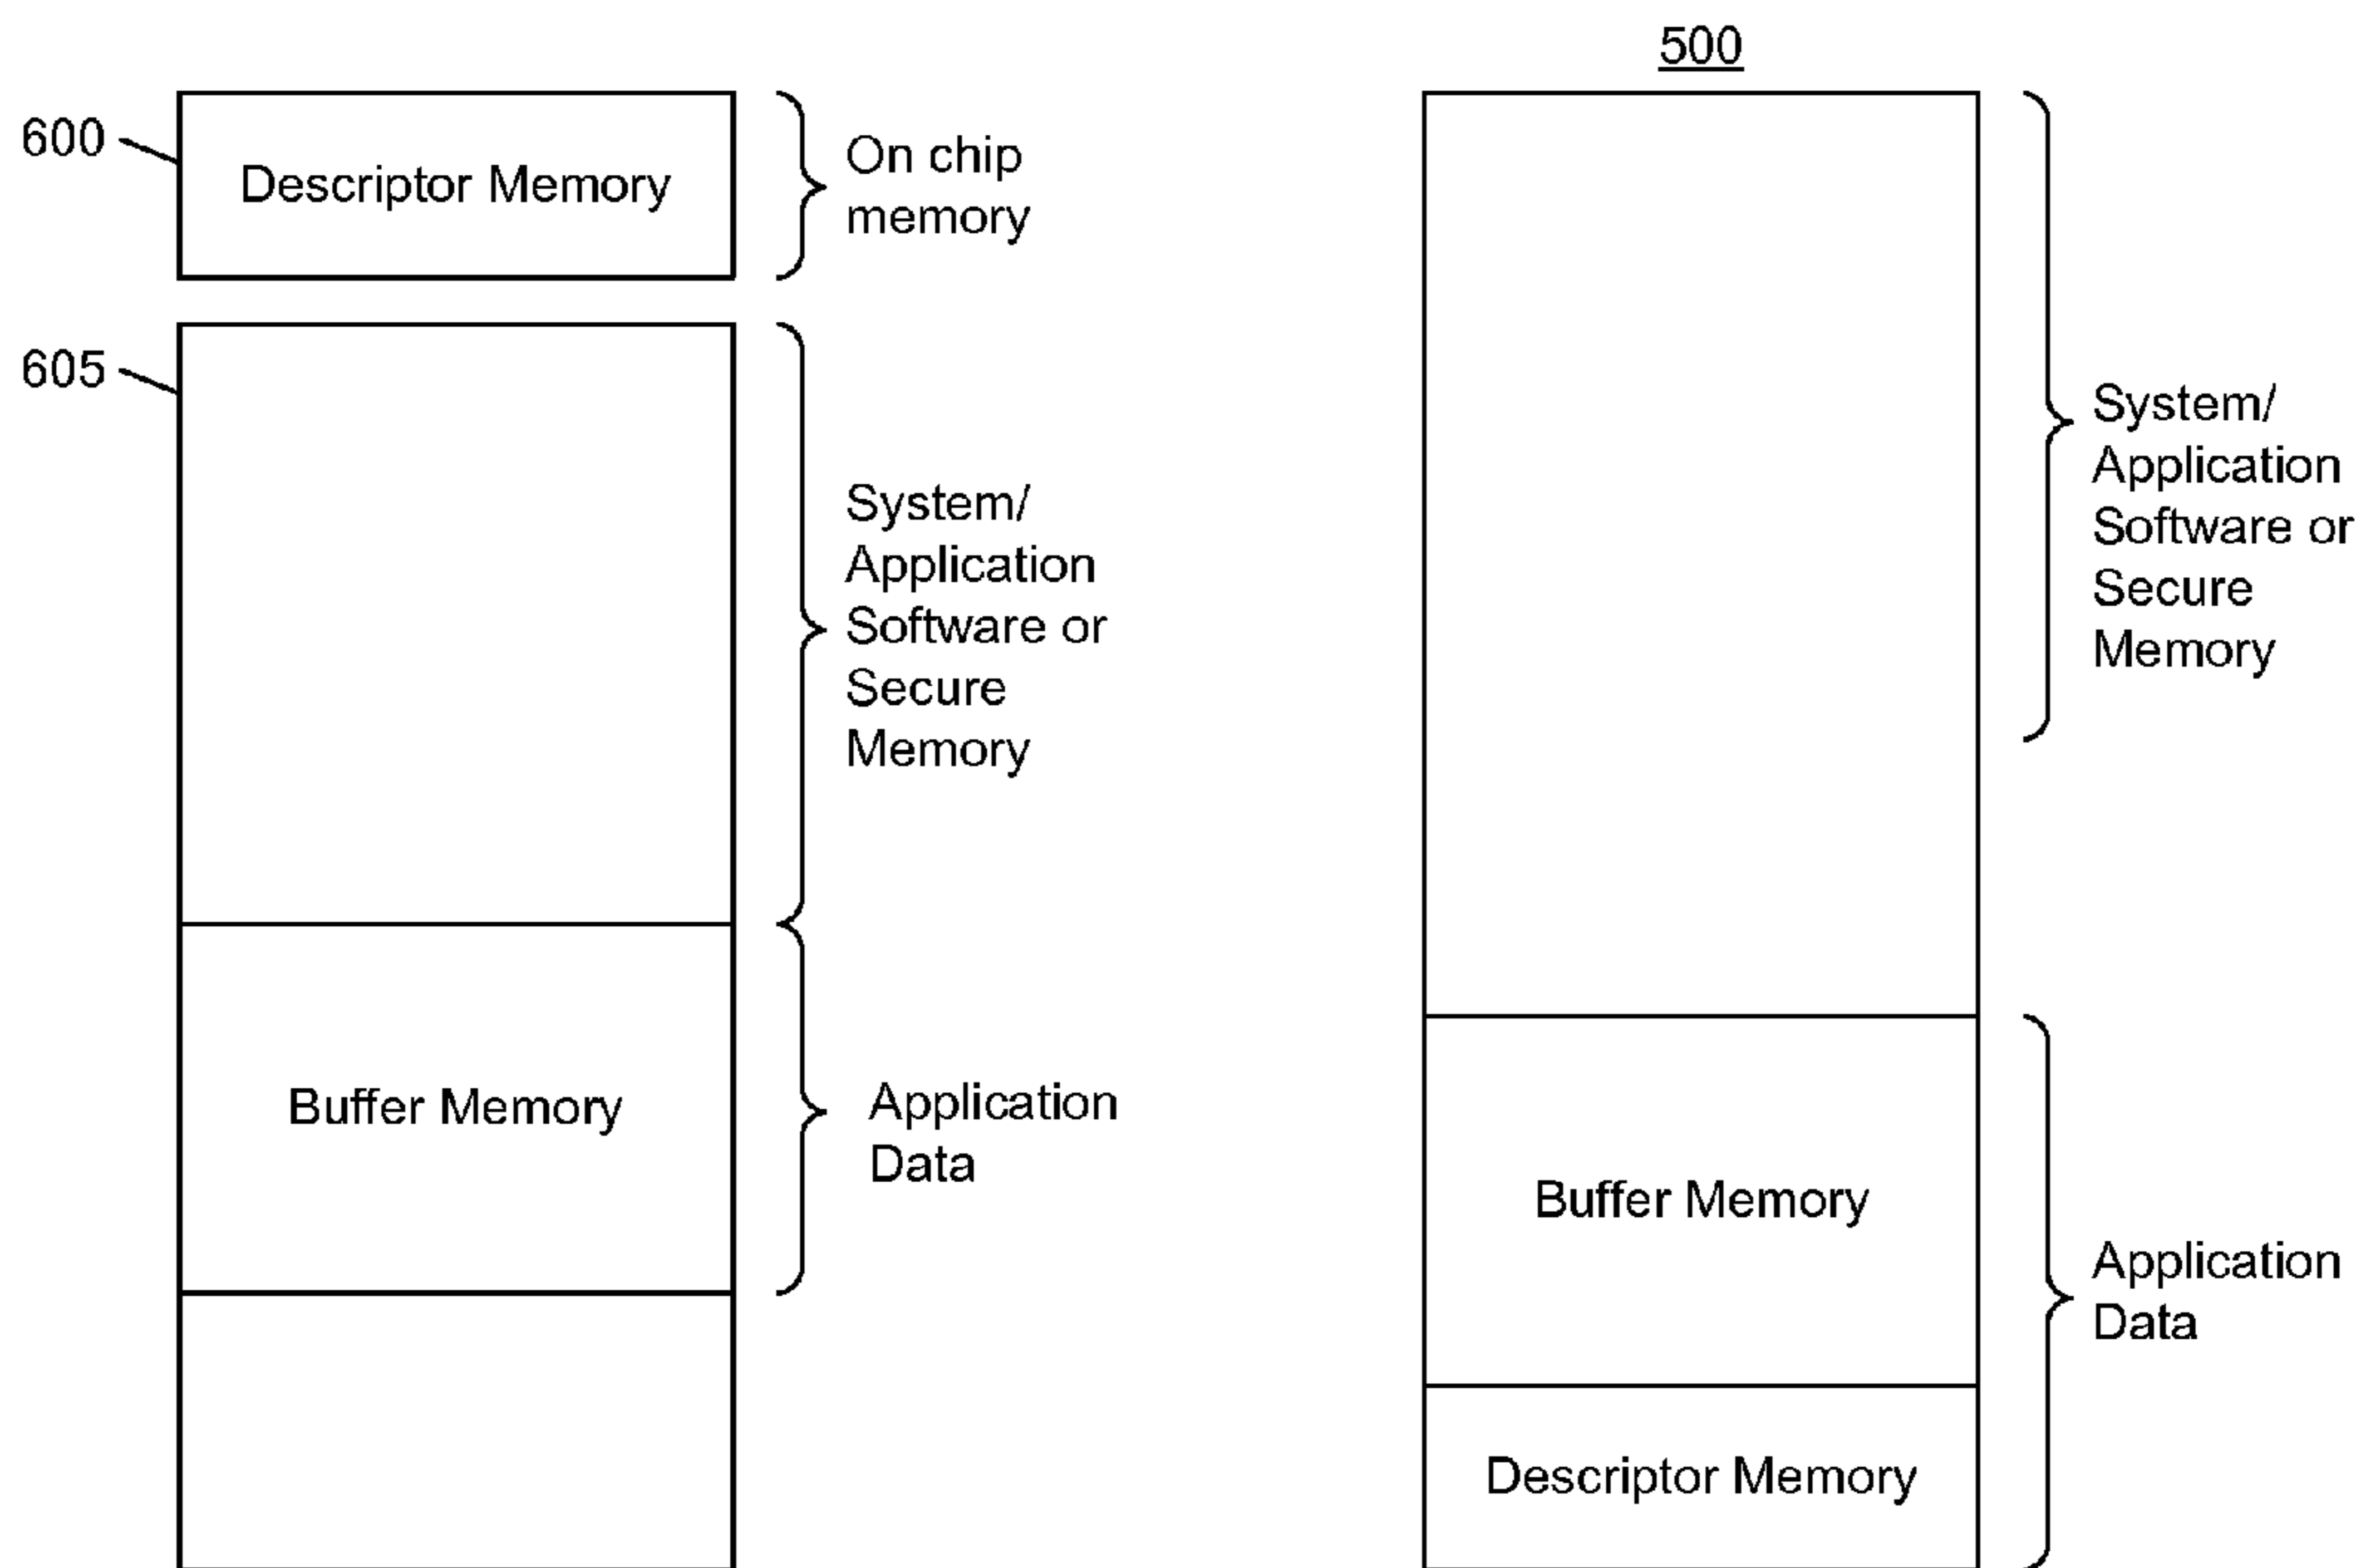 600
Descriptor Memory
On chip
memory
605
System/
Application
Software or
Secure
Memory
Buffer Memory
Application
Data
500
System/
Application
Software or
Secure
Memory
Buffer Memory
Application
Data
Descriptor Memory